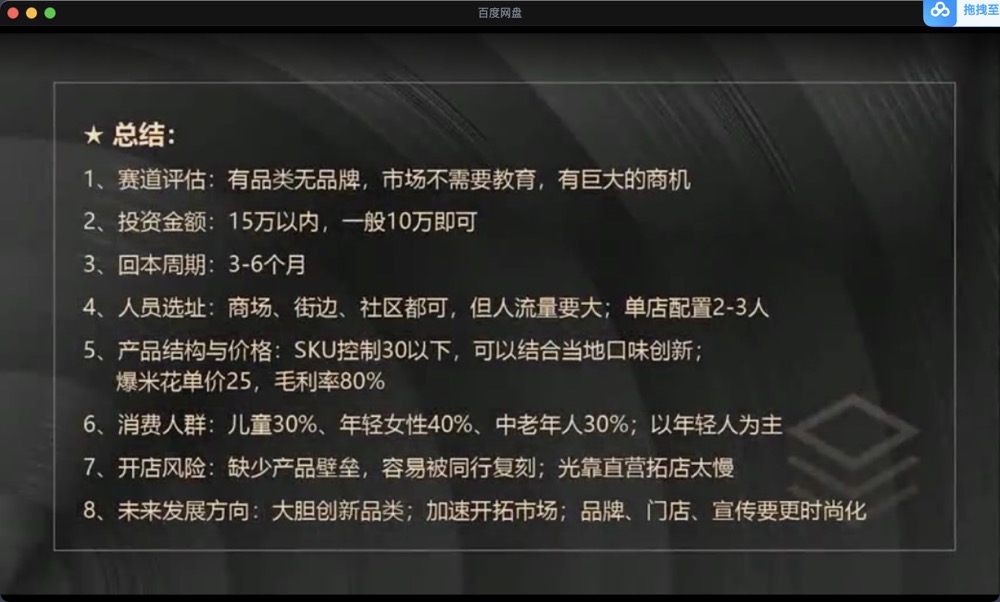 百度网盘
拖拽至
★ 总结：
1、赛道评估：有品类无品牌，市场不需要教育，有巨大的商机
2、投资金额：15万以内，一般10万即可
3、回本周期：3-6个月
4、人员选址：商场、街边、社区都可，但人流量要大；单店配置2-3人
5、产品结构与价格：SKU控制30以下，可以结合当地口味创新；
爆米花单价25，毛利率80%
6、消费人群：儿童30%、年轻女性40%、中老年人30%；以年轻人为主
7、开店风险：缺少产品壁垒，容易被同行复刻；光靠直营拓店太慢
8、未来发展方向：大胆创新品类；加速开拓市场；品牌、门店、宣传要更时尚化